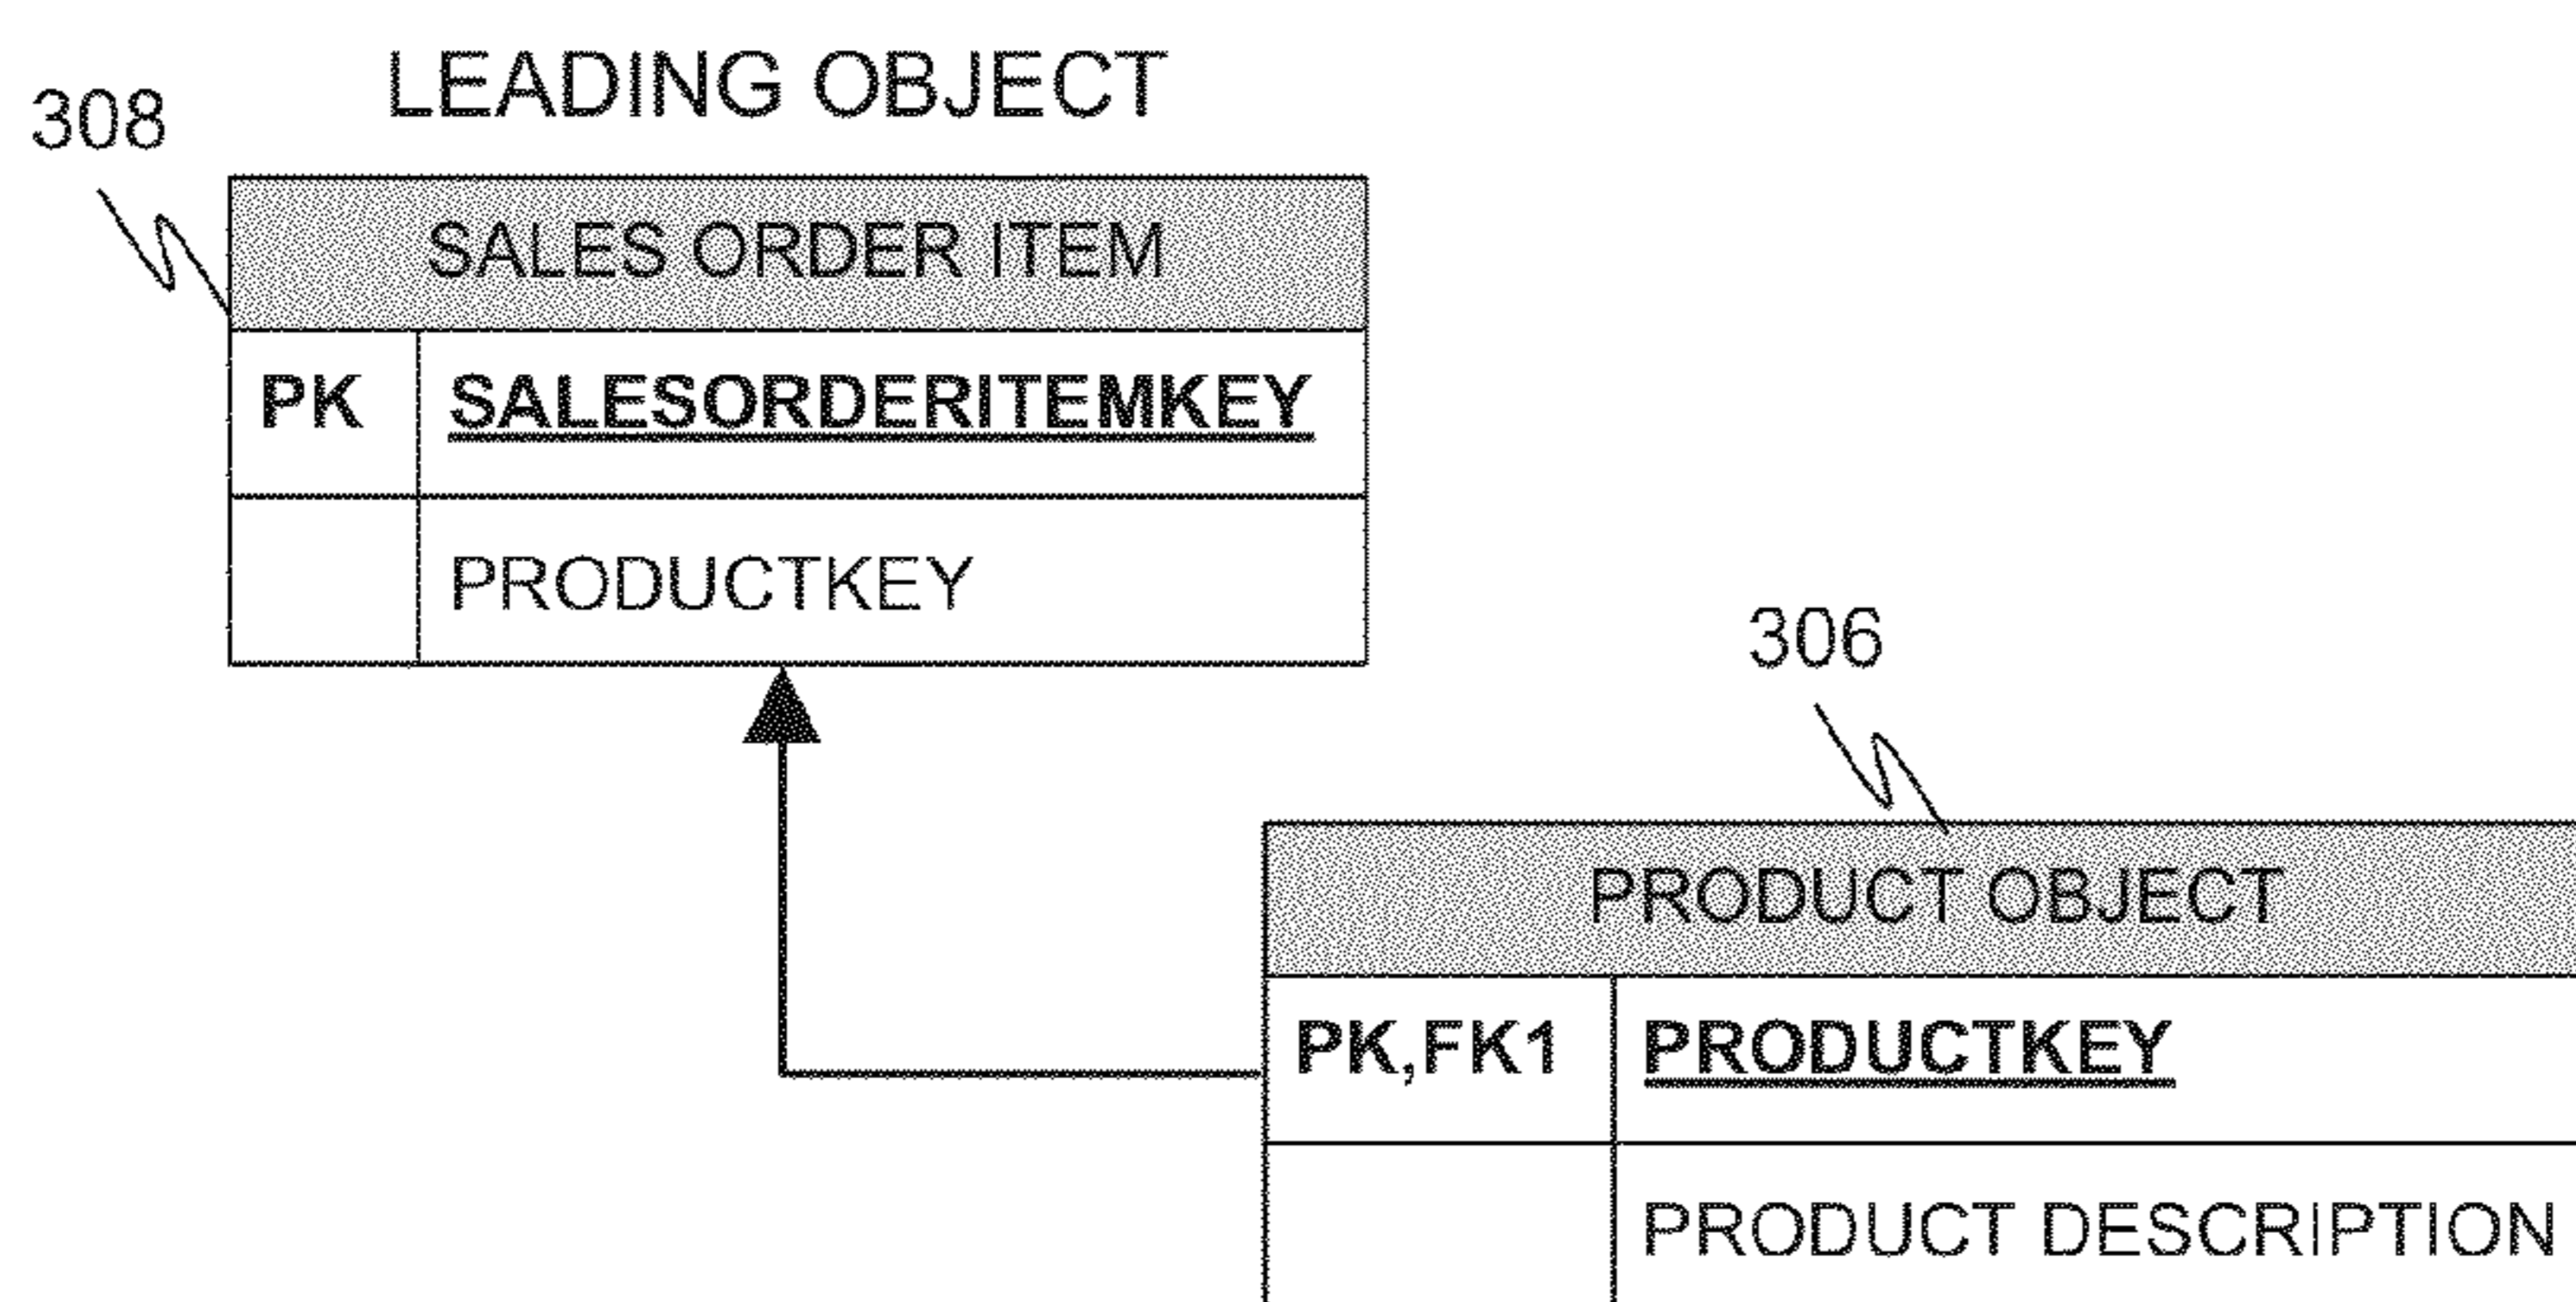 LEADING OBJECT
308
SALES ORDER ITEM
PK SALESORDERITEMKEY
PRODUCTKEY
306
PRODUCT OBJECT
PK,FK1 PRODUCTKEY
PRODUCT DESCRIPTION